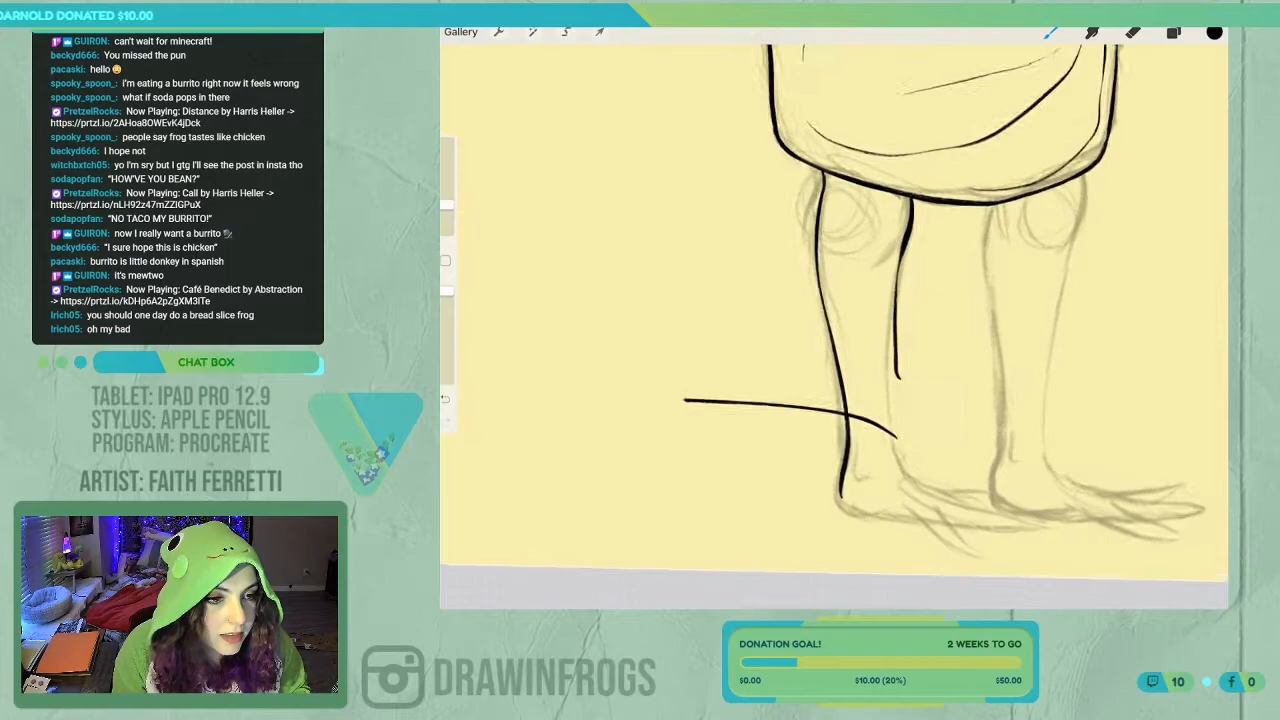 DARNOLD DONATED $10.00
GUIR0N: can't wait for minecraft!
beckyd666: You missed the pun
pacaski: hello
spooky_spoon_: i'm eating a burrito right now it feels wrong
spooky_spoon_: what if soda pops in there
PretzelRocks: Now Playing: Distance by Harris Heller ->
https://prtzl.io/2AHoa8OWEvK4jDck
spooky_spoon_: people say frog tastes like chicken
beckyd666: I hope not
witchbxtch05: yo I'm sry but I gtg I'll see the post in insta tho
sodapopfan: “HOW'VE YOU BEAN?”
PretzelRocks: Now Playing: Call by Harris Heller ->
https://prtzl.io/nLH92z47mZZlGPuX
sodapopfan: “NO TACO MY BURRITO!”
GUIR0N: now I really want a burrito
beckyd666: “I sure hope this is chicken”
pacaski: burrito is little donkey in spanish
GUIR0N: it's mewtwo
PretzelRocks: Now Playing: Café Benedict by Abstraction
-> https://prtzl.io/kDHp6A2pZgXM3lTe
lrich05: you should one day do a bread slice frog
lrich05: oh my bad
CHAT BOX
TABLET: IPAD PRO 12.9
STYLUS: APPLE PENCIL
PROGRAM: PROCREATE
ARTIST: FAITH FERRETTI
Gallery
DRAWINFROGS
DONATION GOAL! 2 WEEKS TO GO
$0.00 $10.00 (20%) $50.00
10 0